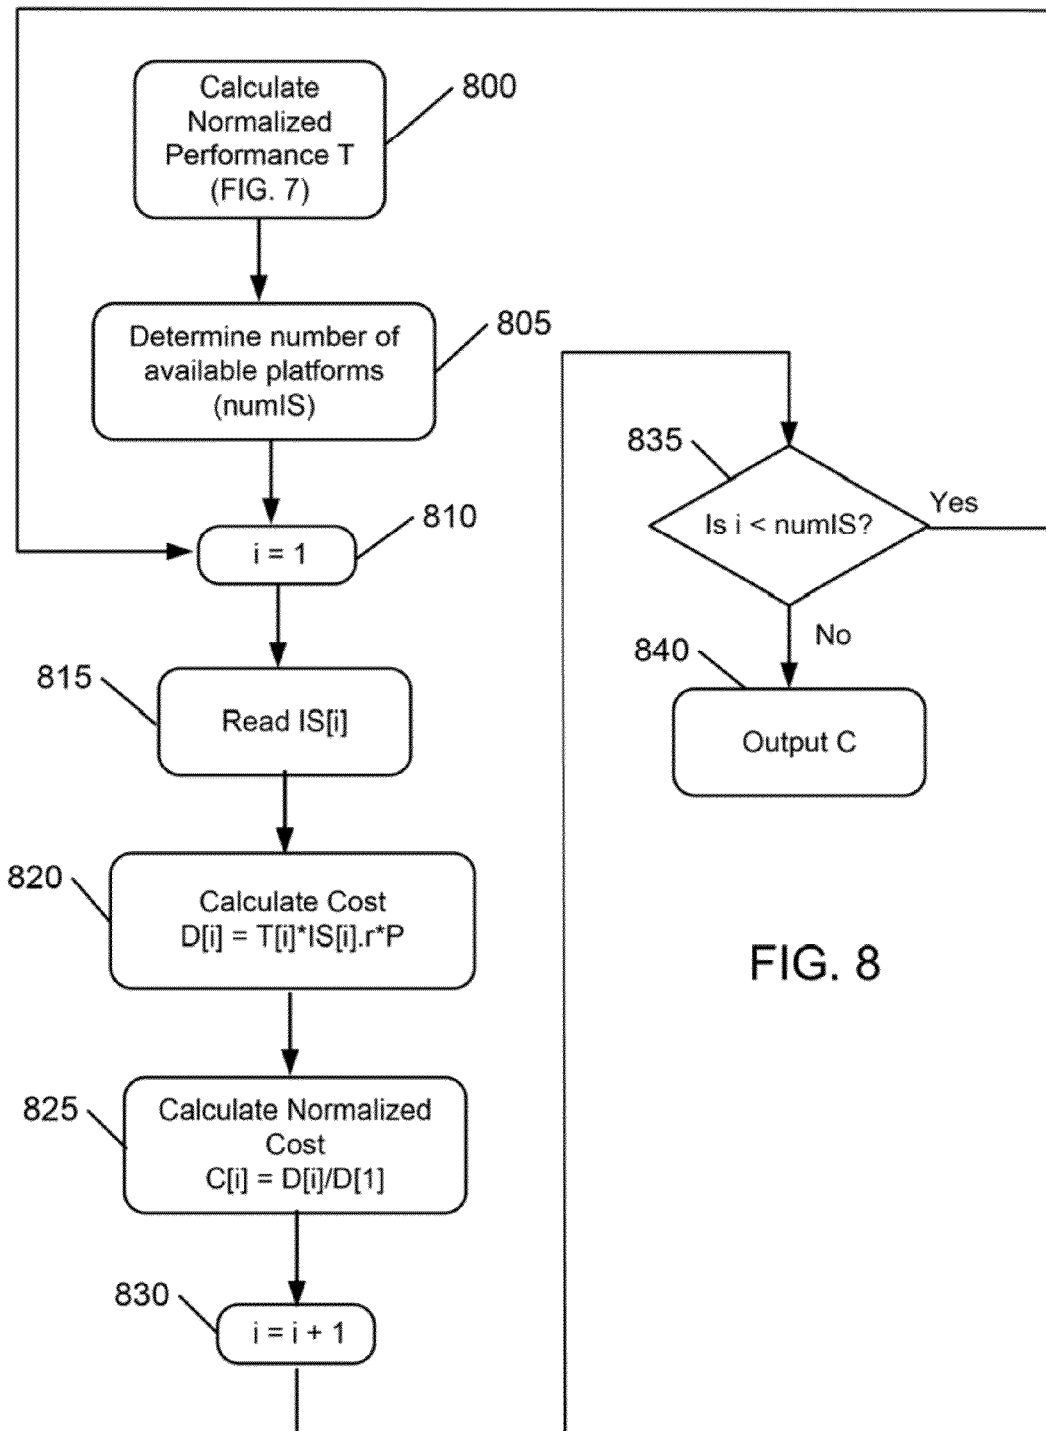 Calculate
Normalized
Performance T
(FIG. 7)
800
Determine number of
available platforms
(numIS)
805
i = 1
810
815
Read IS[i]
820
Calculate Cost
D[i] = T[i]*IS[i].r*P
825
Calculate Normalized
Cost
C[i] = D[i]/D[1]
830
i = i + 1
835
Is i < numIS?
Yes
No
840
Output C
FIG. 8